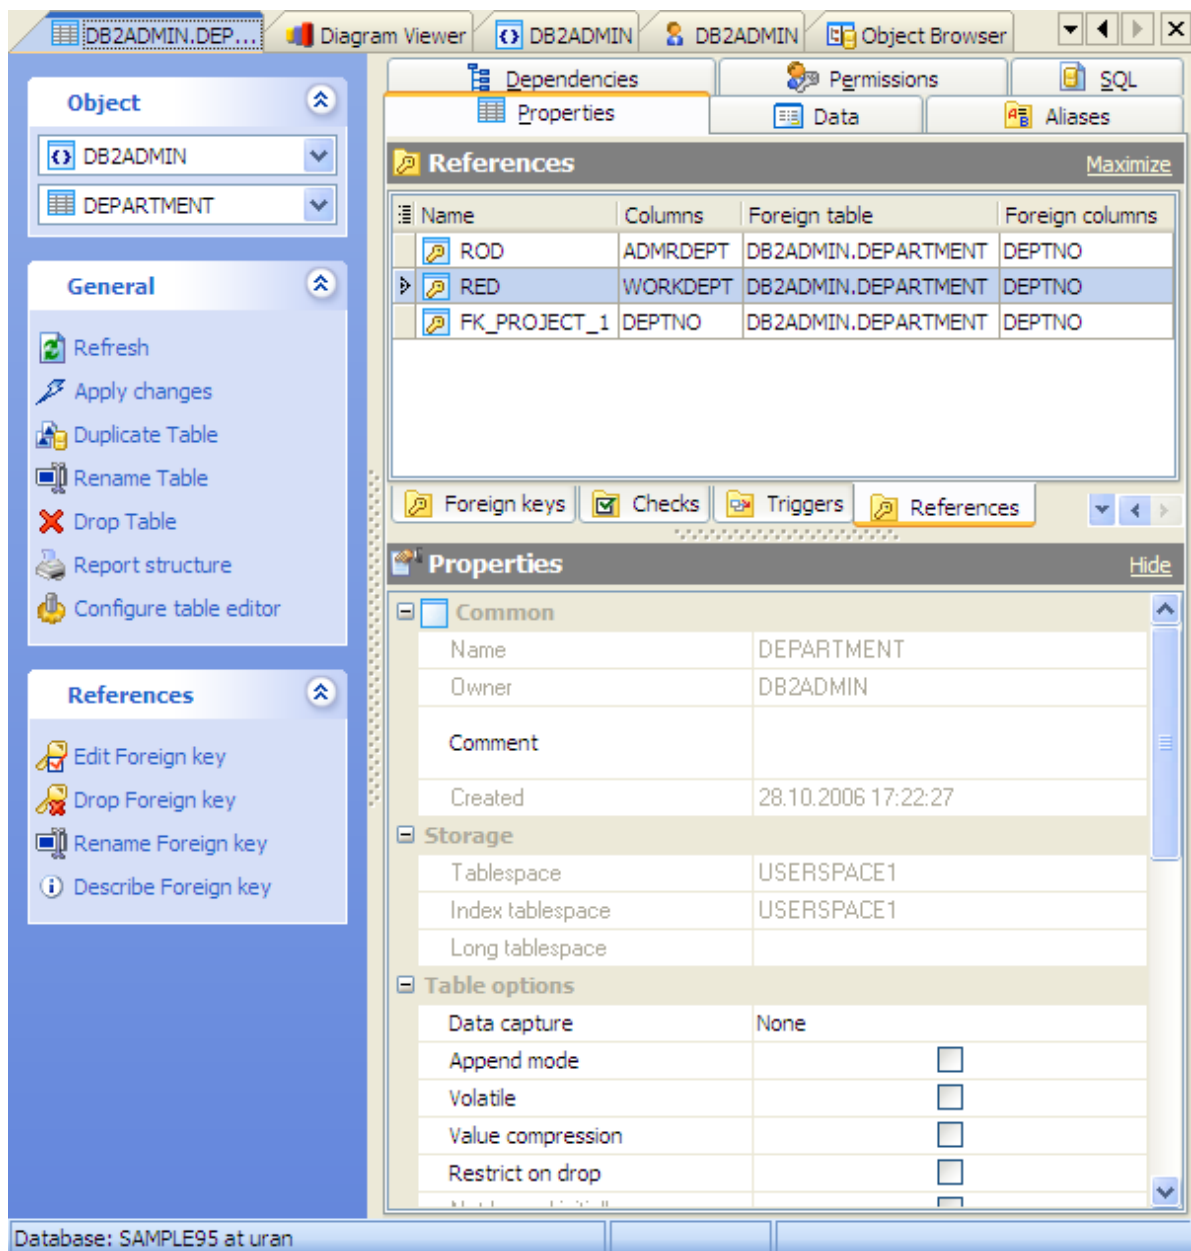 DB2ADMIN.DEP... Diagram Viewer DB2ADMIN DB2ADMIN Object Browser
Object
DB2ADMIN
DEPARTMENT
General
Refresh
Apply changes
Duplicate Table
Rename Table
Drop Table
Report structure
Configure table editor
References
Edit Foreign key
Drop Foreign key
Rename Foreign key
Describe Foreign key
Dependencies Permissions SQL
Properties Data Aliases
References Maximize
Name Columns Foreign table Foreign columns
ROD ADMRDEPT DB2ADMIN.DEPARTMENT DEPTNO
RED WORKDEPT DB2ADMIN.DEPARTMENT DEPTNO
FK_PROJECT_1 DEPTNO DB2ADMIN.DEPARTMENT DEPTNO
Foreign keys Checks Triggers References
Properties Hide
Common
Name DEPARTMENT
Owner DB2ADMIN
Comment
Created 28.10.2006 17:22:27
Storage
Tablespace USERSPACE1
Index tablespace USERSPACE1
Long tablespace
Table options
Data capture None
Append mode
Volatile
Value compression
Restrict on drop
Database: SAMPLE95 at uran